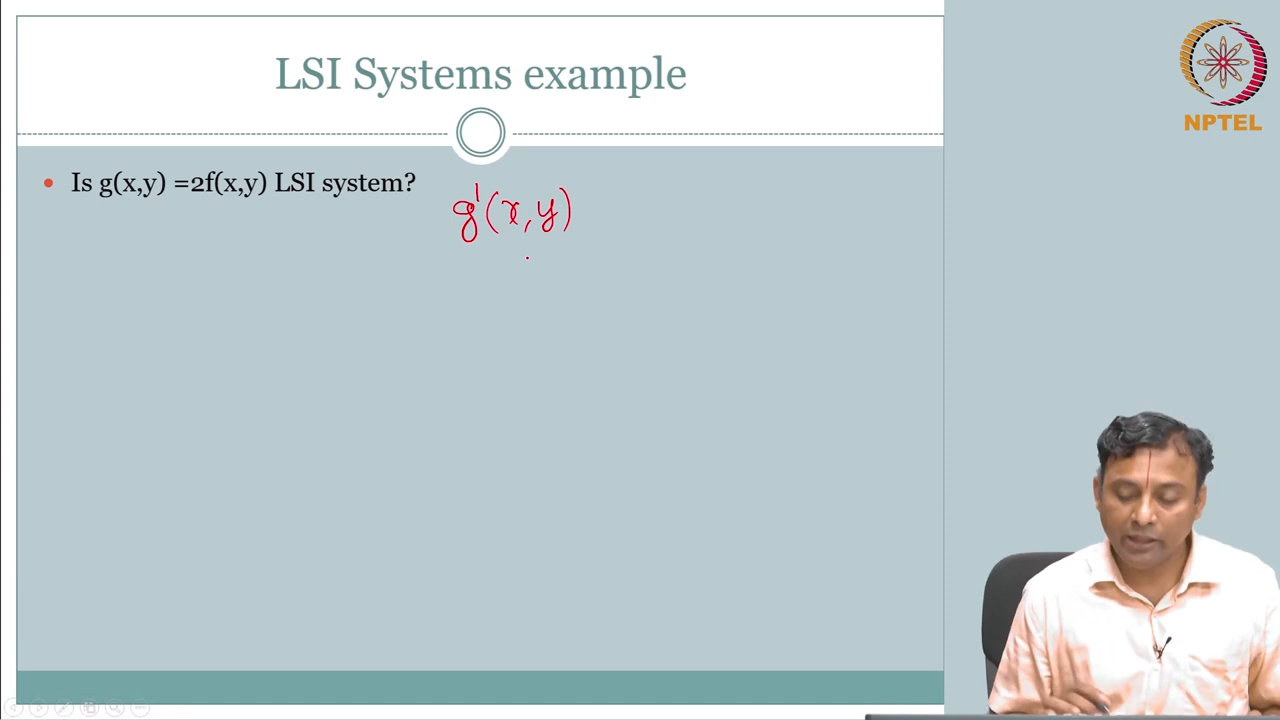 LSI Systems example
NPTEL
Is g(x,y) =2f(x,y) LSI system?
g'(x,y)